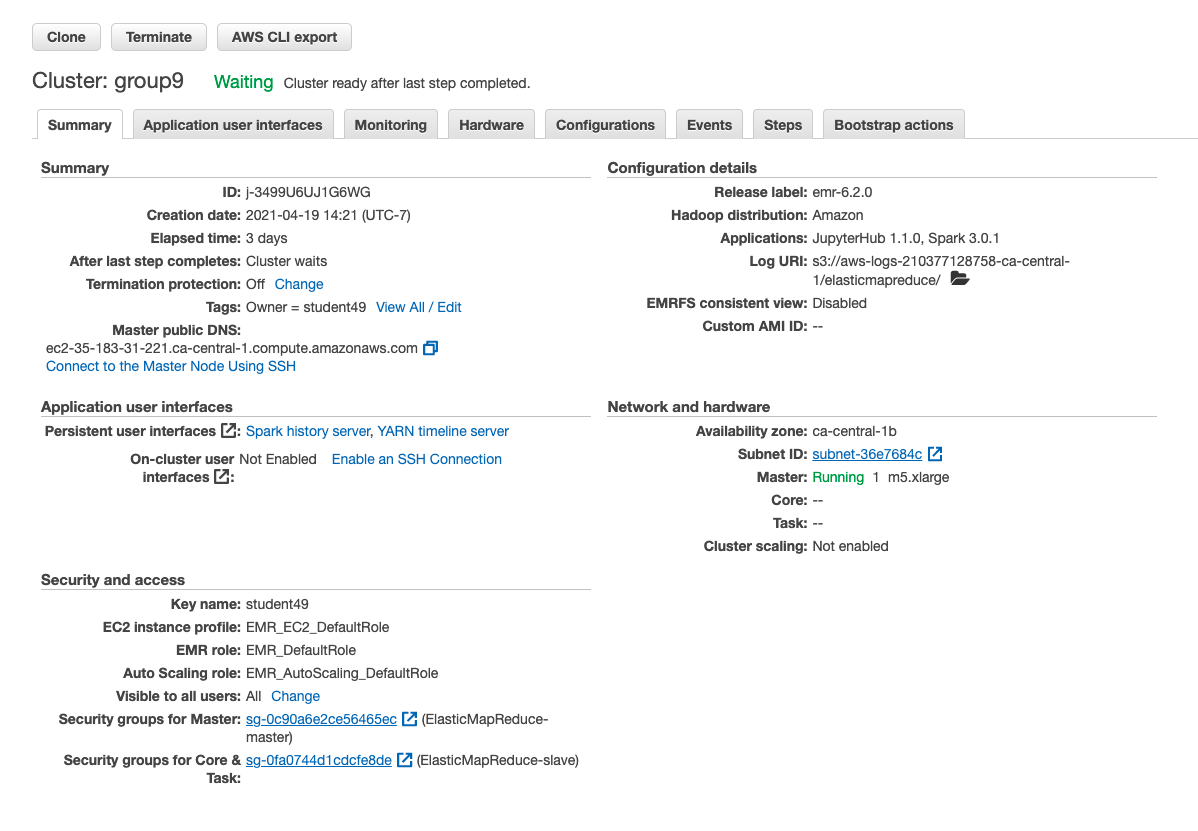 Clone Terminate AWS CLI export
Cluster: group9 Waiting Cluster ready after last step completed.
Summary Application user interfaces Monitoring Hardware Configurations Events Steps Bootstrap actions
Summary
ID: j-3499U6UJ1G6WG
Creation date: 2021-04-19 14:21 (UTC-7)
Elapsed time: 3 days
After last step completes: Cluster waits
Termination protection: Off Change
Tags: Owner = student49 View All / Edit
Master public DNS:
ec2-35-183-31-221.ca-central-1.compute.amazonaws.com
Connect to the Master Node Using SSH
Configuration details
Release label: emr-6.2.0
Hadoop distribution: Amazon
Applications: JupyterHub 1.1.0, Spark 3.0.1
Log URI: s3://aws-logs-210377128758-ca-central-
1/elasticmapreduce/
EMRFS consistent view: Disabled
Custom AMI ID: --
Application user interfaces
Persistent user interfaces : Spark history server, YARN timeline server
On-cluster user Not Enabled Enable an SSH Connection
interfaces :
Network and hardware
Availability zone: ca-central-1b
Subnet ID: subnet-36e7684c
Master: Running 1 m5.xlarge
Core: --
Task: --
Cluster scaling: Not enabled
Security and access
Key name: student49
EC2 instance profile: EMR_EC2_DefaultRole
EMR role: EMR_DefaultRole
Auto Scaling role: EMR_AutoScaling_DefaultRole
Visible to all users: All Change
Security groups for Master: sg-0c90a6e2ce56465ec (ElasticMapReduce-
master)
Security groups for Core & sg-0fa0744d1cdcfe8de (ElasticMapReduce-slave)
Task: